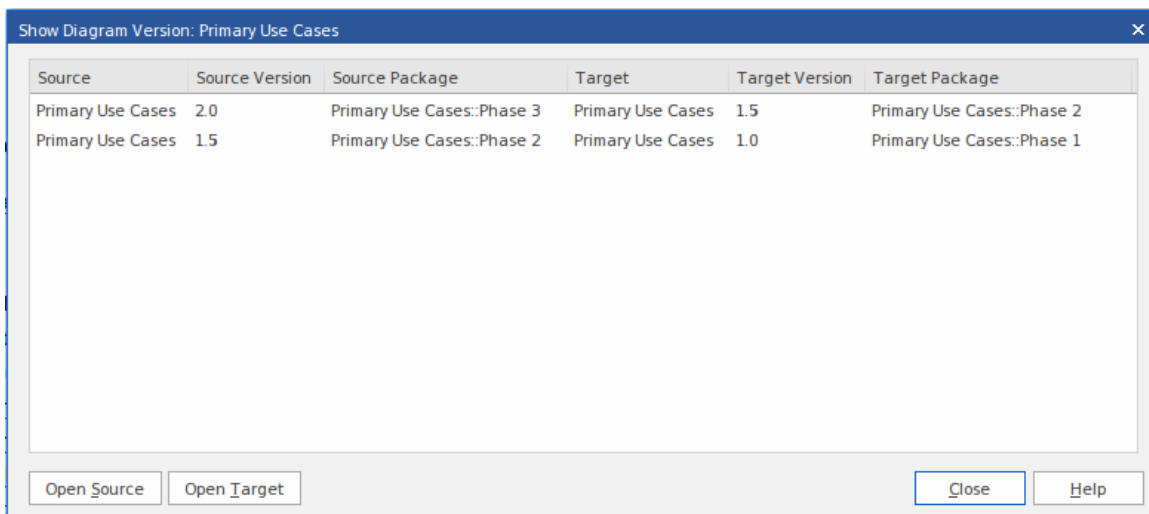 Show Diagram Version: Primary Use Cases
Source Source Version Source Package Target Target Version Target Package
Primary Use Cases 2.0 Primary Use Cases::Phase 3 Primary Use Cases 1.5 Primary Use Cases::Phase 2
Primary Use Cases 1.5 Primary Use Cases::Phase 2 Primary Use Cases 1.0 Primary Use Cases::Phase 1
Open Source Open Target Close Help